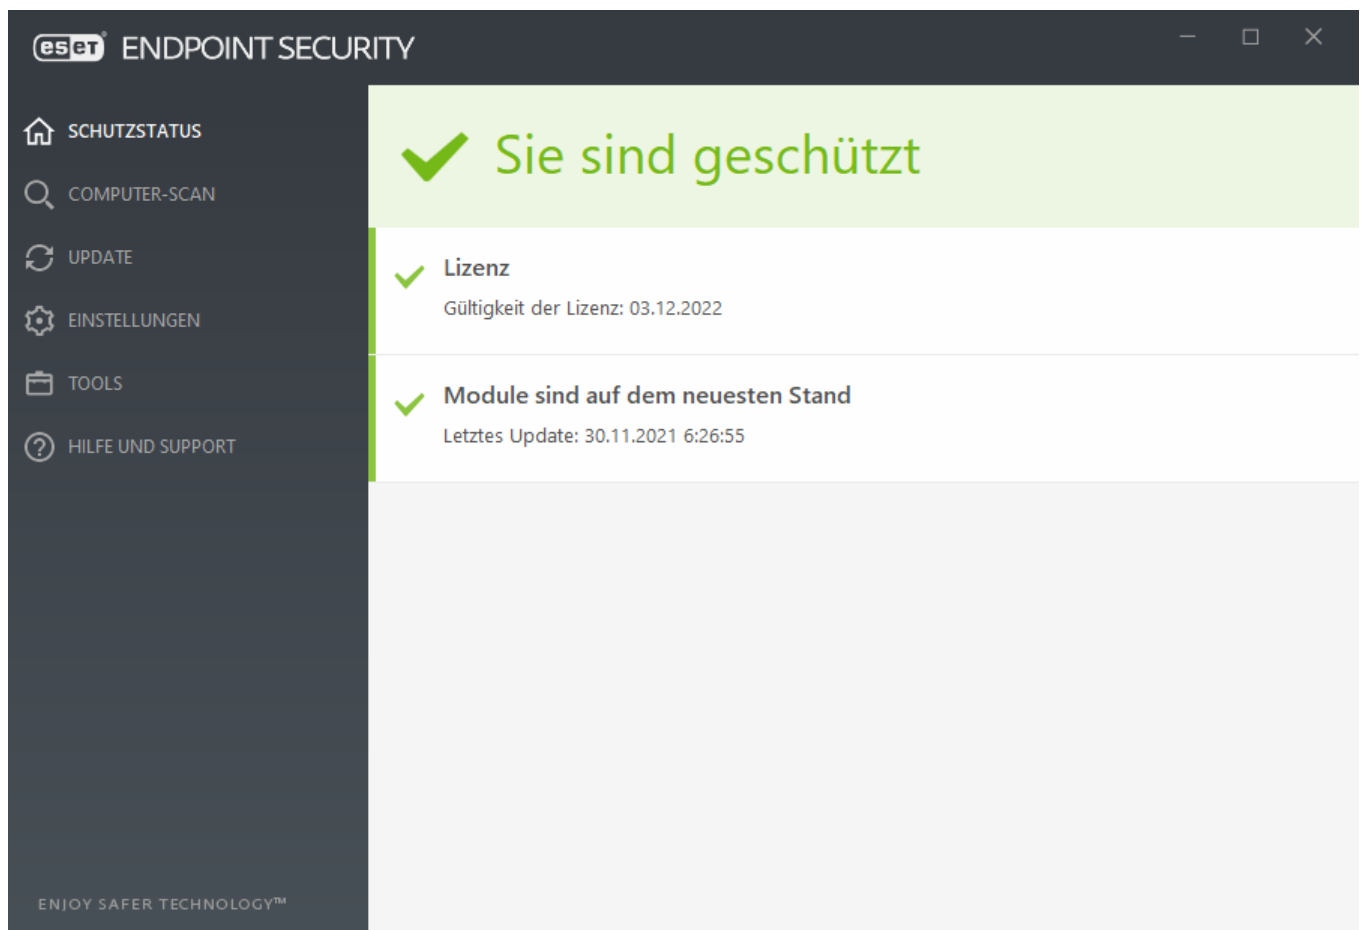 eset ENDPOINT SECURITY
SCHUTZSTATUS
COMPUTER-SCAN
UPDATE
EINSTELLUNGEN
TOOLS
HILFE UND SUPPORT
ENJOY SAFER TECHNOLOGY™
Sie sind geschützt
Lizenz
Gültigkeit der Lizenz: 03.12.2022
Module sind auf dem neuesten Stand
Letztes Update: 30.11.2021 6:26:55